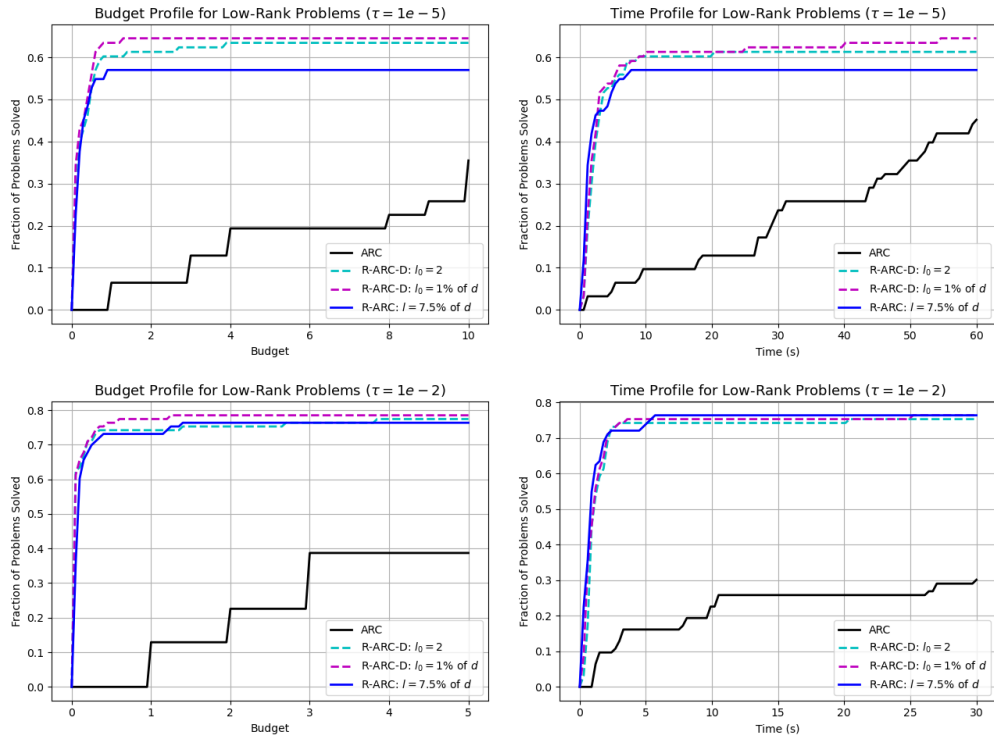 Budget Profile for Low-Rank Problems (τ = 1e − 5)
Fraction of Problems Solved
0.6
0.5
0.4
0.3
0.2
0.1
0.0
ARC
R-ARC-D: l₀ = 2
R-ARC-D: l₀ = 1% of d
R-ARC: l = 7.5% of d
0 2 4 6 8 10
Budget
Time Profile for Low-Rank Problems (τ = 1e − 5)
Fraction of Problems Solved
0.6
0.5
0.4
0.3
0.2
0.1
0.0
ARC
R-ARC-D: l₀ = 2
R-ARC-D: l₀ = 1% of d
R-ARC: l = 7.5% of d
0 10 20 30 40 50 60
Time (s)
Budget Profile for Low-Rank Problems (τ = 1e − 2)
Fraction of Problems Solved
0.8
0.7
0.6
0.5
0.4
0.3
0.2
0.1
0.0
ARC
R-ARC-D: l₀ = 2
R-ARC-D: l₀ = 1% of d
R-ARC: l = 7.5% of d
0 1 2 3 4 5
Budget
Time Profile for Low-Rank Problems (τ = 1e − 2)
Fraction of Problems Solved
0.8
0.7
0.6
0.5
0.4
0.3
0.2
0.1
0.0
ARC
R-ARC-D: l₀ = 2
R-ARC-D: l₀ = 1% of d
R-ARC: l = 7.5% of d
0 5 10 15 20 25 30
Time (s)